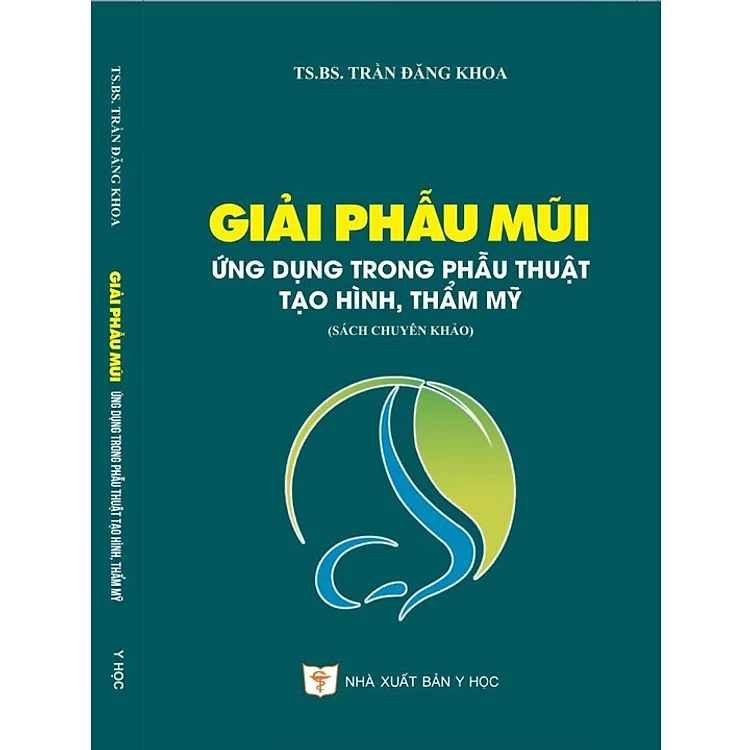 TS.BS. TRẦN ĐĂNG KHOA
GIẢI PHẪU MŨI
ỨNG DỤNG TRONG PHẪU THUẬT TẠO HÌNH, THẨM MỸ
Y HỌC
TS.BS. TRẦN ĐĂNG KHOA
GIẢI PHẪU MŨI
ỨNG DỤNG TRONG PHẪU THUẬT
TẠO HÌNH, THẨM MỸ
(SÁCH CHUYÊN KHẢO)
NHÀ XUẤT BẢN Y HỌC